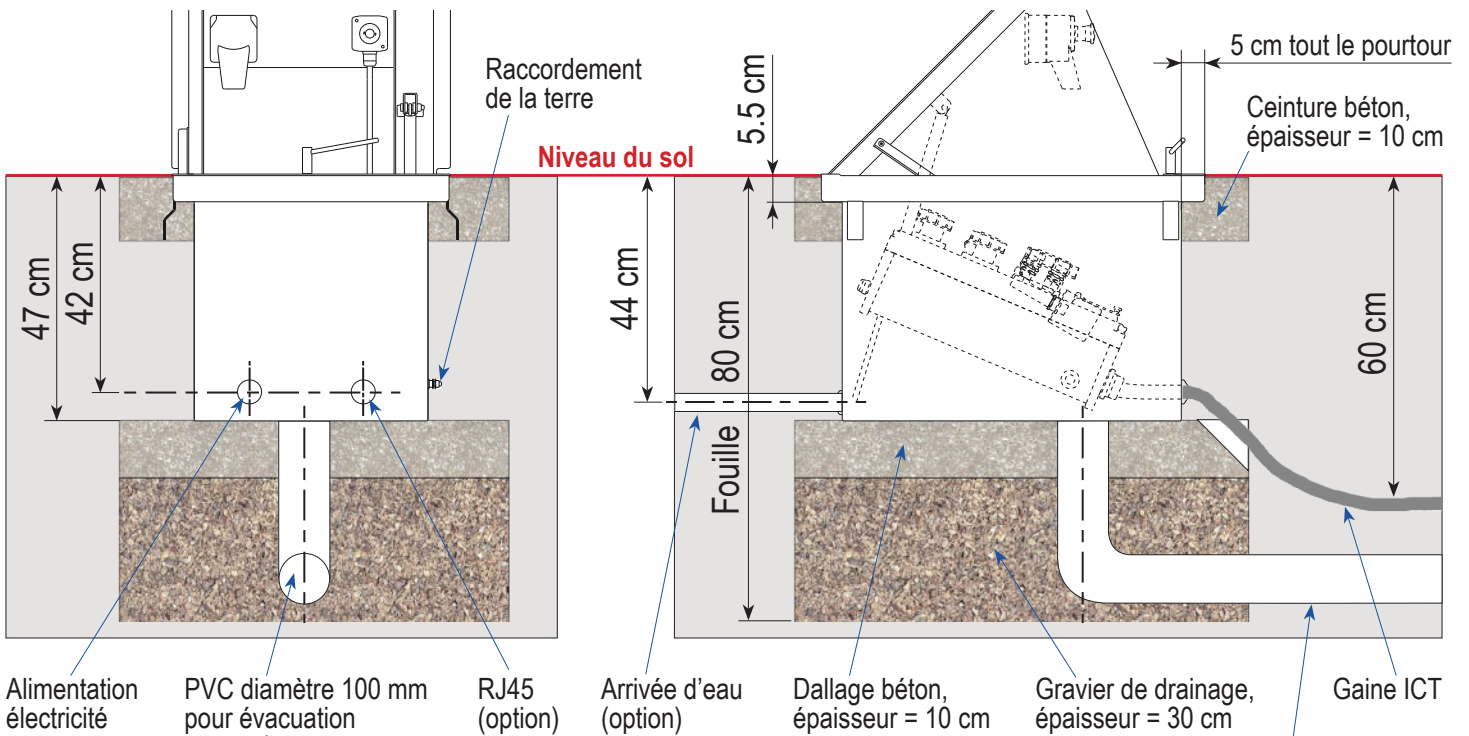 Raccordement
de la terre
5 cm tout le pourtour
5.5 cm
Ceinture béton,
épaisseur = 10 cm
Niveau du sol
47 cm
42 cm
44 cm
Fouille 80 cm
60 cm
Alimentation
électricité
PVC diamètre 100 mm
pour évacuation
RJ45
(option)
Arrivée d’eau
(option)
Dallage béton,
épaisseur = 10 cm
Gravier de drainage,
épaisseur = 30 cm
Gaine ICT